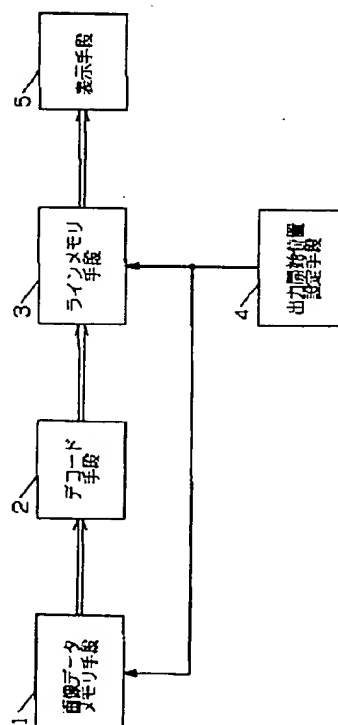 1
画像データ
メモリ手段
2
デコード
手段
3
ラインメモリ
手段
4
出力開始位置
設定手段
5
表示手段